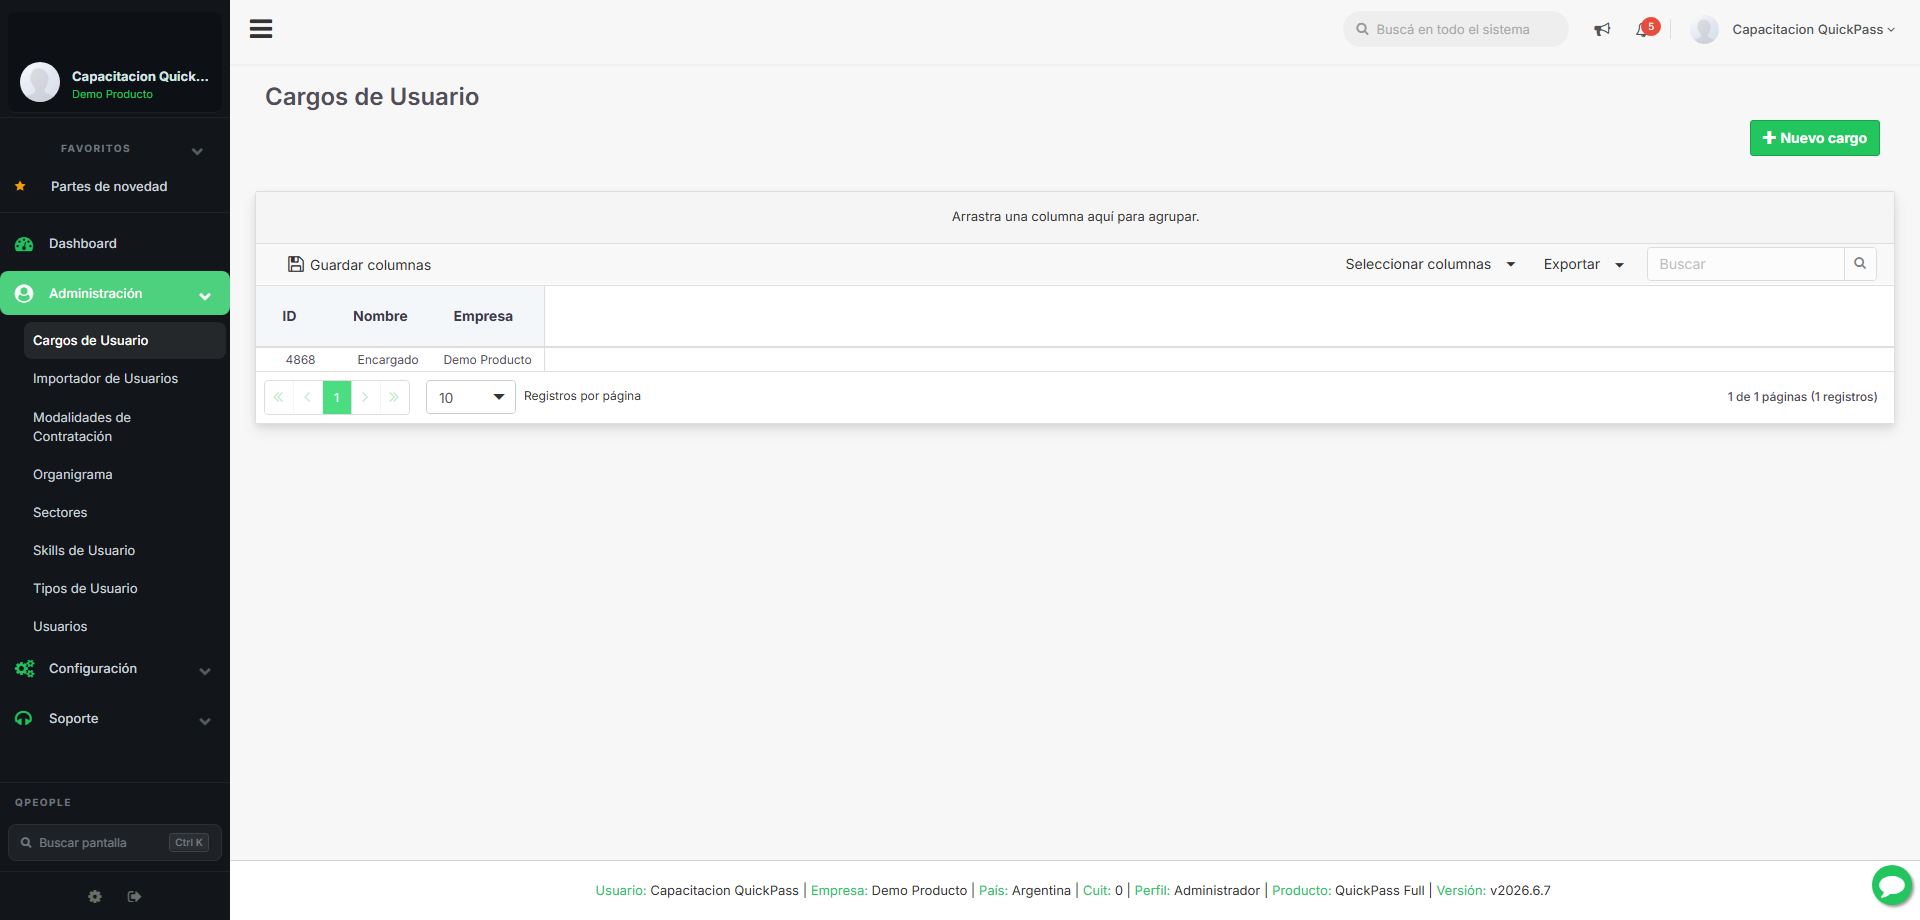 Capacitacion Quick...
Demo Producto
FAVORITOS
Partes de novedad
Dashboard
Administración
Cargos de Usuario
Importador de Usuarios
Modalidades de
Contratación
Organigrama
Sectores
Skills de Usuario
Tipos de Usuario
Usuarios
Configuración
Soporte
QPEOPLE
Buscar pantalla
Ctrl K
Buscá en todo el sistema
5
Capacitacion QuickPass
Cargos de Usuario
Nuevo cargo
Arrastra una columna aquí para agrupar.
Guardar columnas
Seleccionar columnas
Exportar
Buscar
ID Nombre Empresa
4868 Encargado Demo Producto
« ‹ 1 › »
10
Registros por página
1 de 1 páginas (1 registros)
Usuario: Capacitacion QuickPass | Empresa: Demo Producto | País: Argentina | Cuit: 0 | Perfil: Administrador | Producto: QuickPass Full | Versión: v2026.6.7